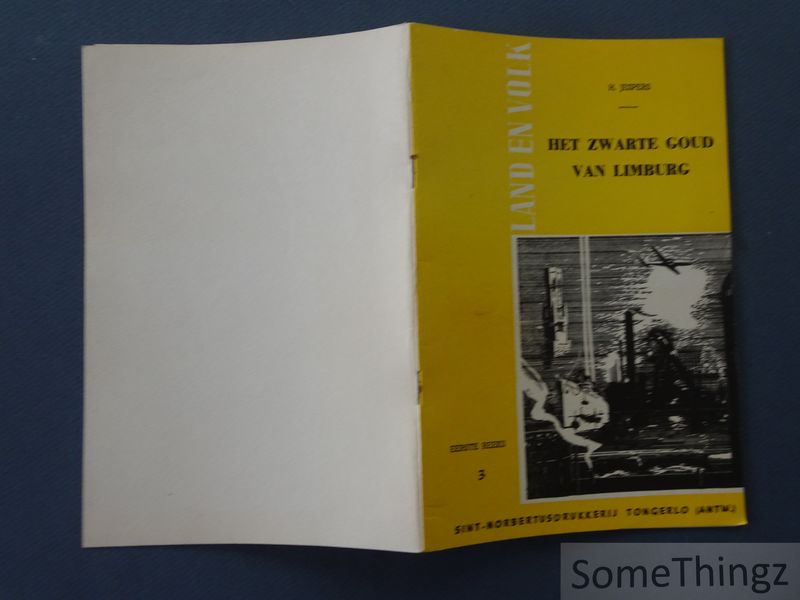 LAND EN VOLK
R. JESPERS
HET ZWARTE GOUD
VAN LIMBURG
EERSTE REEKS
3
SINT-NORBERTUSDRUKKERIJ TONGERLO (ANTW.)
SomeThingz